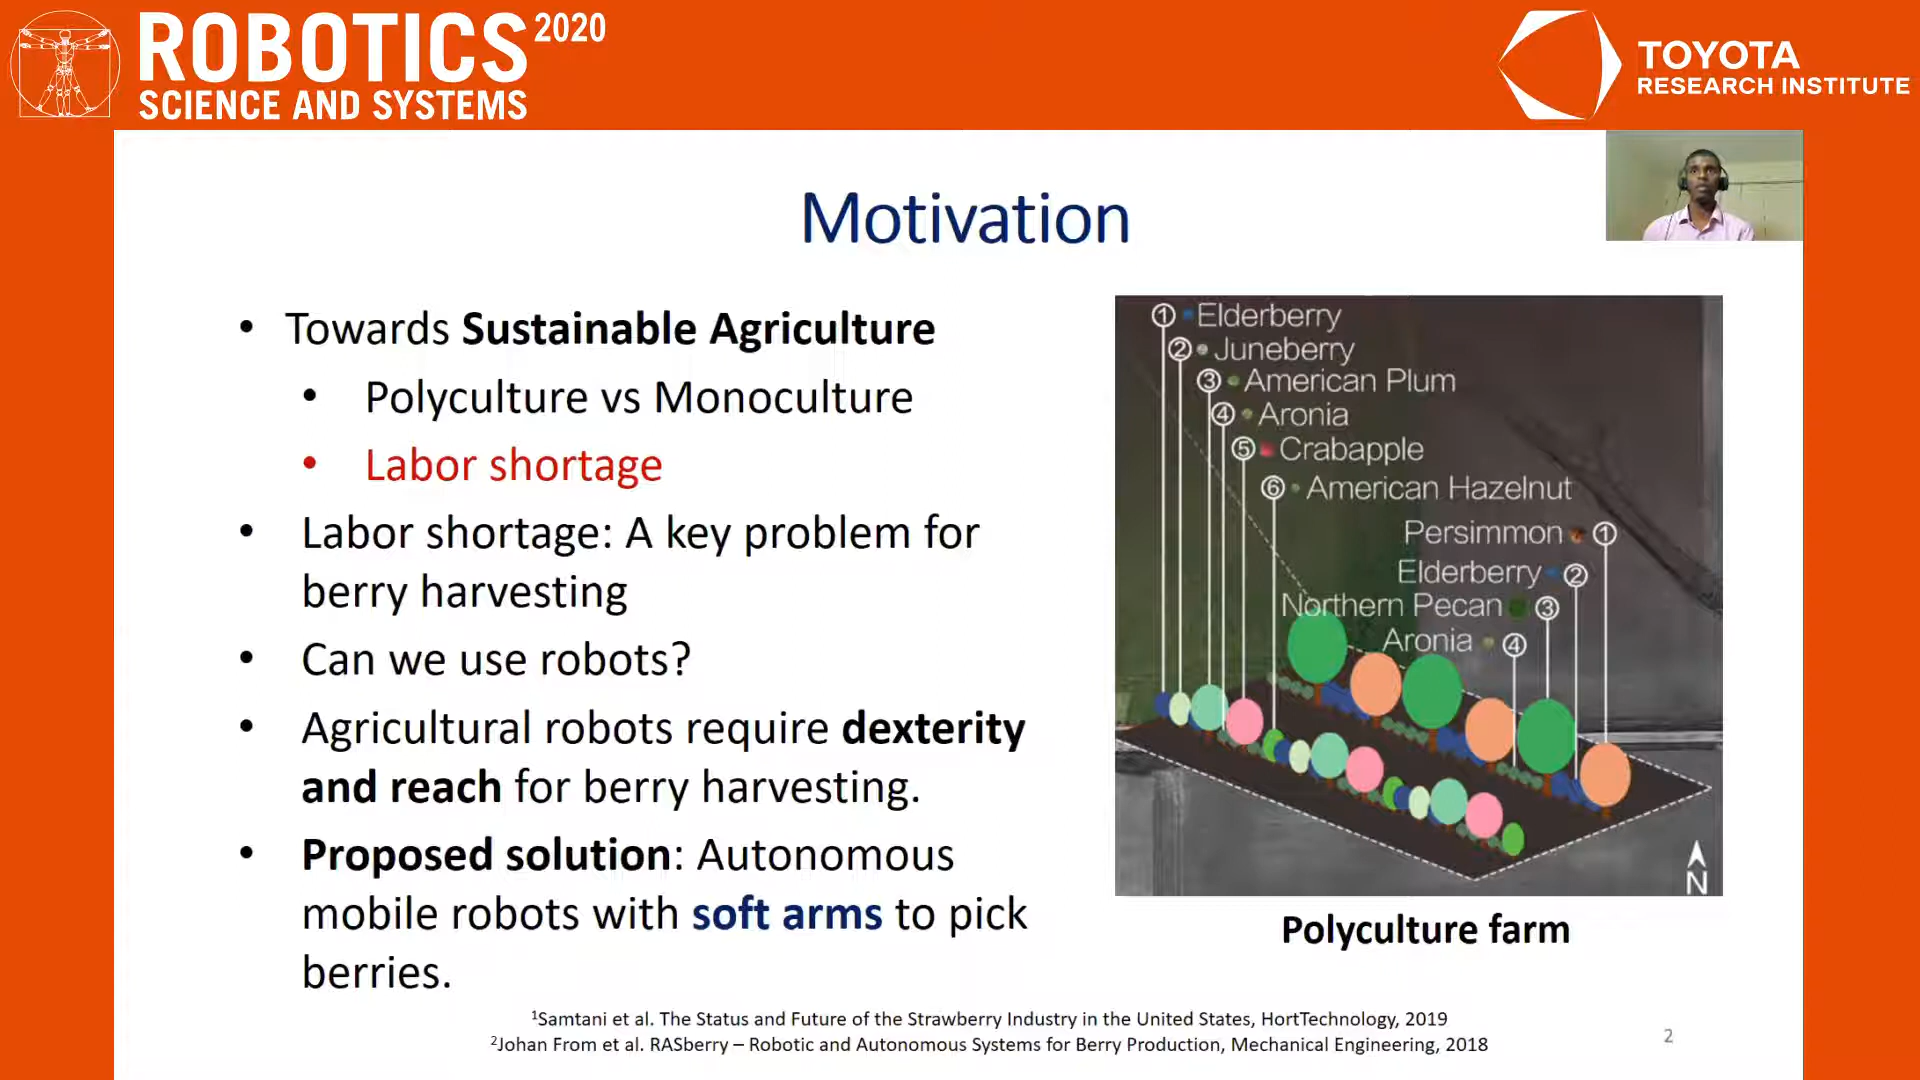 ROBOTICS 2020
SCIENCE AND SYSTEMS
TOYOTA
RESEARCH INSTITUTE
Motivation
• Towards Sustainable Agriculture
• Polyculture vs Monoculture
• Labor shortage
• Labor shortage: A key problem for
berry harvesting
• Can we use robots?
• Agricultural robots require dexterity
and reach for berry harvesting.
• Proposed solution: Autonomous
mobile robots with soft arms to pick
berries.
① Elderberry
② Juneberry
③ American Plum
④ Aronia
⑤ Crabapple
⑥ American Hazelnut
Persimmon ①
Elderberry ②
Northern Pecan ③
Aronia ④
N
Polyculture farm
¹Samtani et al. The Status and Future of the Strawberry Industry in the United States, HortTechnology, 2019
²Johan From et al. RASberry – Robotic and Autonomous Systems for Berry Production, Mechanical Engineering, 2018
2